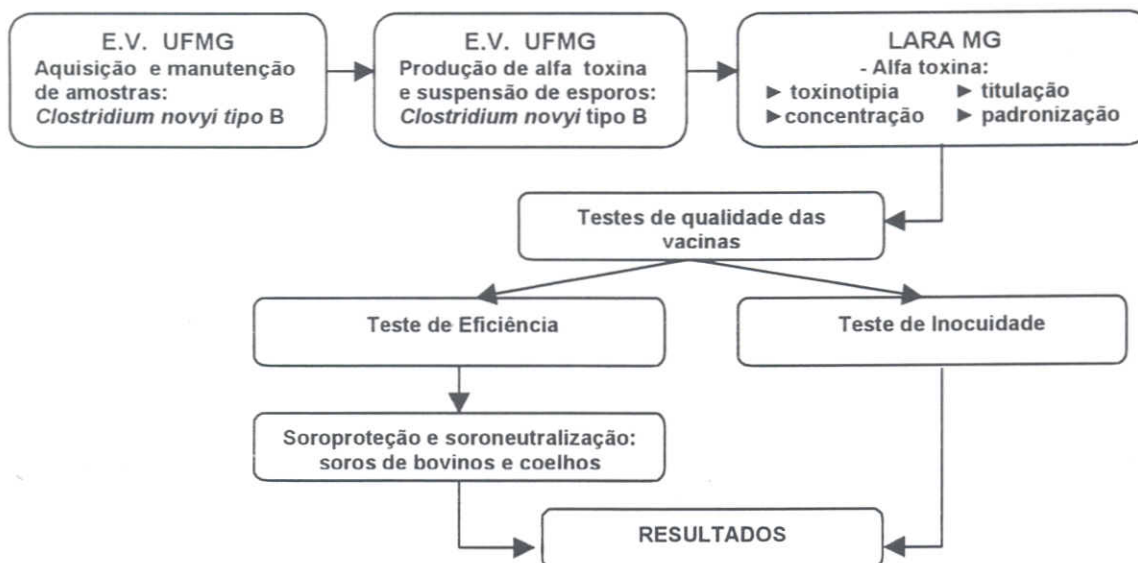 E.V. UFMG
Aquisição e manutenção
de amostras:
Clostridium novyi tipo B
E.V. UFMG
Produção de alfa toxina
e suspensão de esporos:
Clostridium novyi tipo B
LARA MG
- Alfa toxina:
► toxinotipia ► titulação
►concentração ► padronização
Testes de qualidade das
vacinas
Teste de Eficiência
Teste de Inocuidade
Soroproteção e soroneutralização:
soros de bovinos e coelhos
RESULTADOS